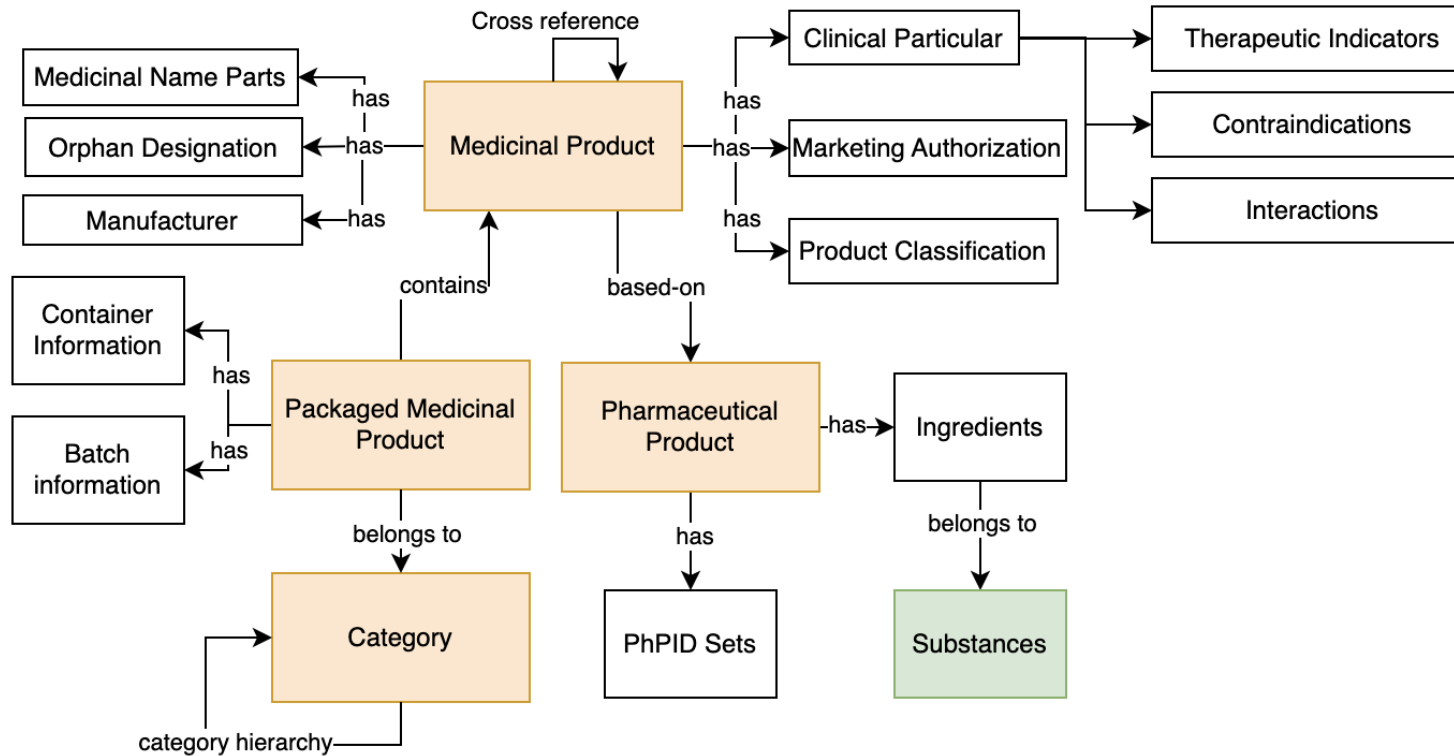 Cross reference
Clinical Particular
Therapeutic Indicators
Medicinal Name Parts
has
has
Contraindications
Medicinal Product
Orphan Designation
has
has
Marketing Authorization
Manufacturer
has
has
Interactions
Product Classification
contains
based-on
Container
Information
has
Packaged Medicinal
Product
Pharmaceutical
Product
has
Ingredients
Batch
information
has
belongs to
has
belongs to
Category
PhPID Sets
Substances
category hierarchy